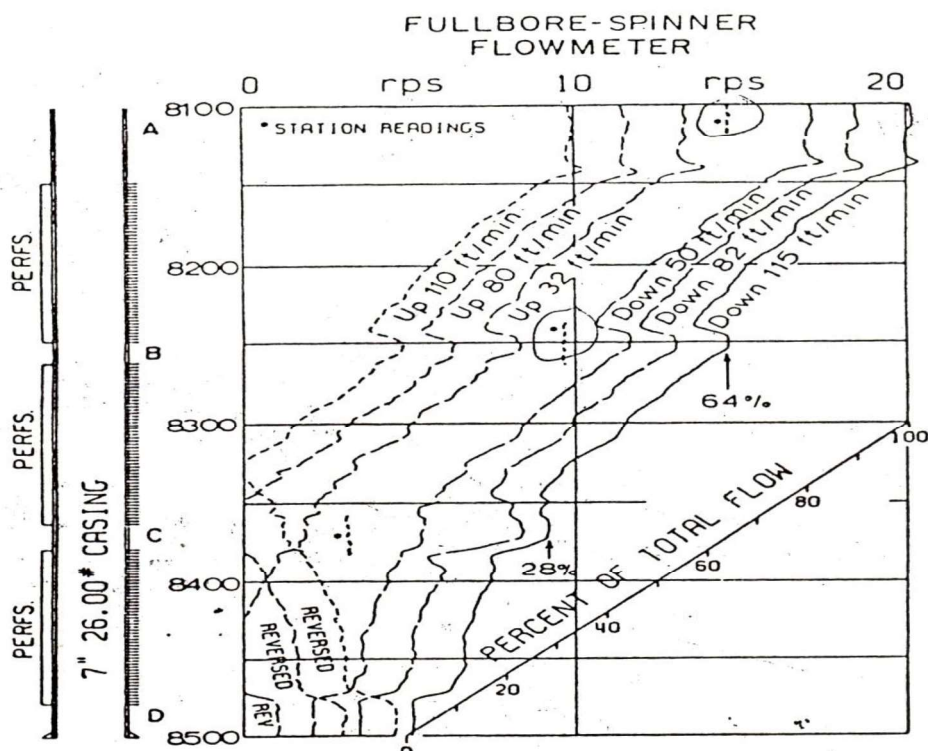 FULLBORE-SPINNER
FLOWMETER
0 rps 10 rps 20
8100
A
•STATION READINGS
PERFS.
8200
Up 110 ft/min
Up 80 ft/min
Up 32 ft/min
Down 50 ft/min
Down 82 ft/min
Down 115 ft/min
B
64%
PERFS.
8300
100
80
60
40
20
0
PERCENT OF TOTAL FLOW
7" 26.00# CASING
C
28%
8400
PERFS.
REVERSED
REVERSED
REV
D
8500